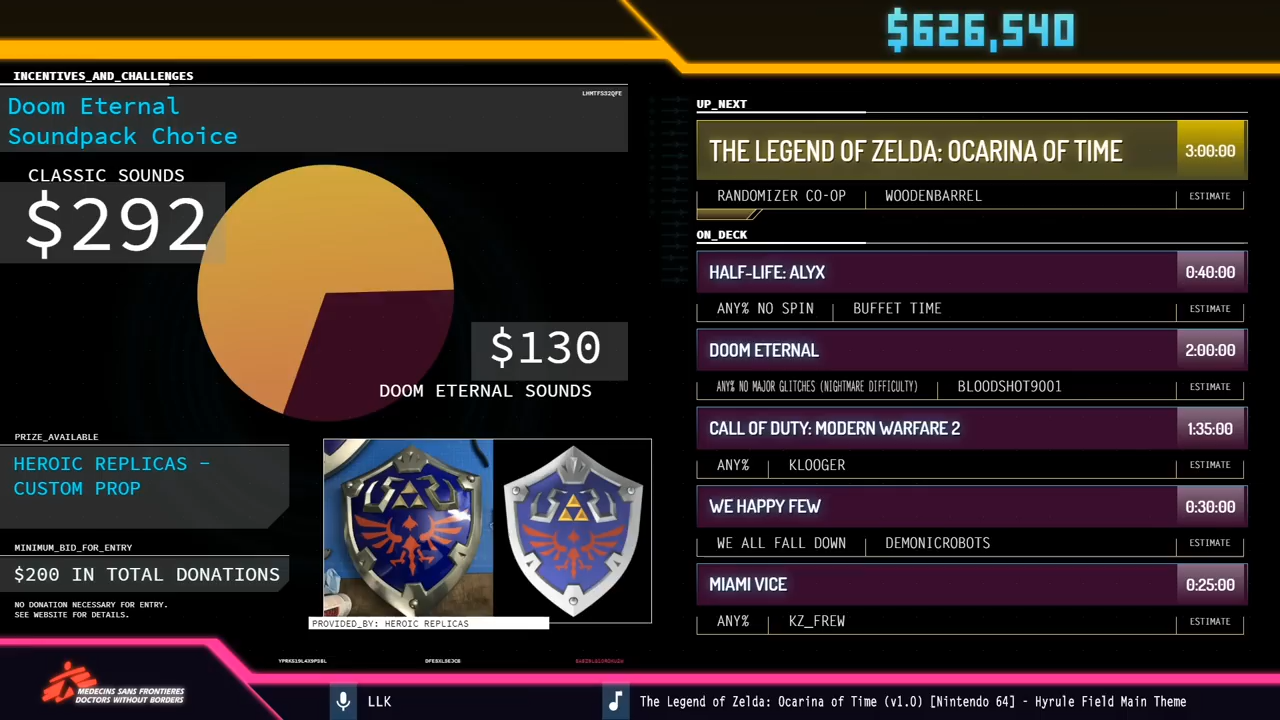 $626,540
INCENTIVES_AND_CHALLENGES
LHMTFS32QFE
Doom Eternal
Soundpack Choice
CLASSIC SOUNDS
$292
$130
DOOM ETERNAL SOUNDS
PRIZE_AVAILABLE
HEROIC REPLICAS -
CUSTOM PROP
MINIMUM_BID_FOR_ENTRY
$200 IN TOTAL DONATIONS
NO DONATION NECESSARY FOR ENTRY.
SEE WEBSITE FOR DETAILS.
PROVIDED_BY: HEROIC REPLICAS
UP_NEXT
THE LEGEND OF ZELDA: OCARINA OF TIME 3:00:00
RANDOMIZER CO-OP WOODENBARREL ESTIMATE
ON_DECK
HALF-LIFE: ALYX 0:40:00
ANY% NO SPIN BUFFET TIME ESTIMATE
DOOM ETERNAL 2:00:00
ANY% NO MAJOR GLITCHES (NIGHTMARE DIFFICULTY) BLOODSHOT9001 ESTIMATE
CALL OF DUTY: MODERN WARFARE 2 1:35:00
ANY% KLOOGER ESTIMATE
WE HAPPY FEW 0:30:00
WE ALL FALL DOWN DEMONICROBOTS ESTIMATE
MIAMI VICE 0:25:00
ANY% KZ_FREW ESTIMATE
MEDECINS SANS FRONTIERES
DOCTORS WITHOUT BORDERS
LLK
The Legend of Zelda: Ocarina of Time (v1.0) [Nintendo 64] - Hyrule Field Main Theme